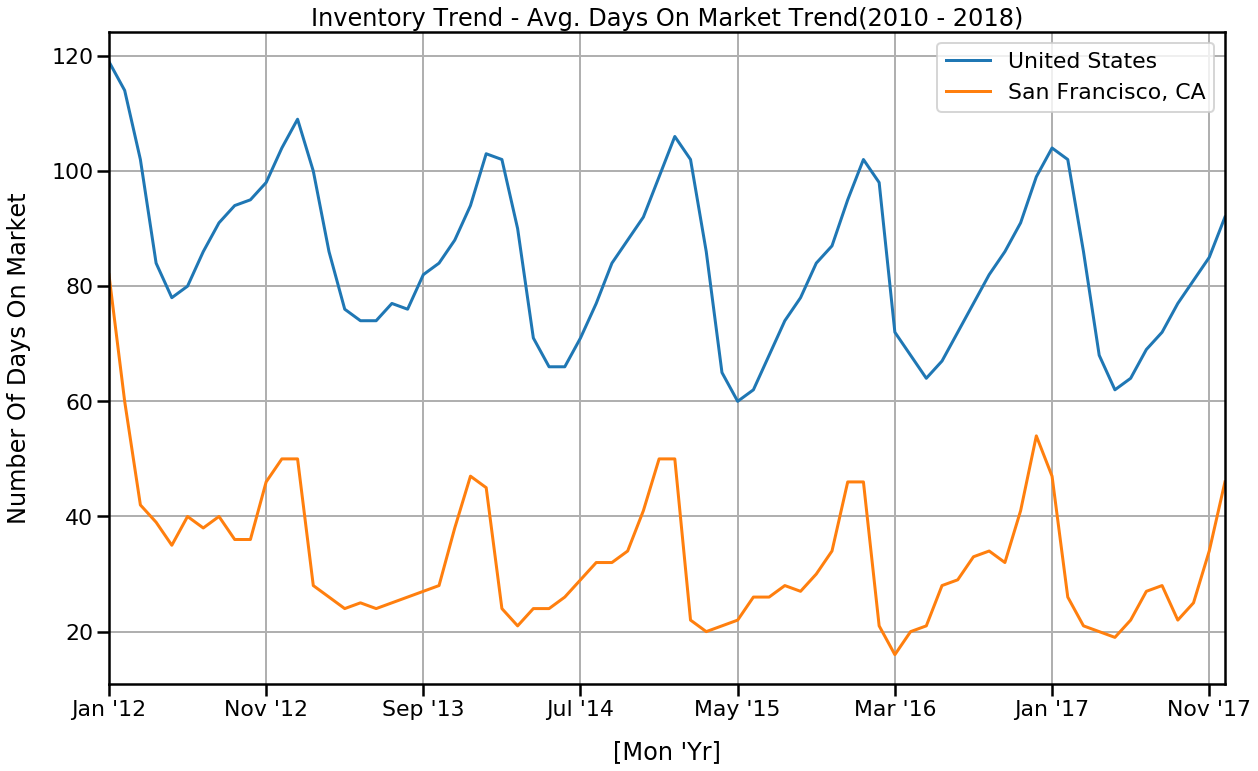 Inventory Trend - Avg. Days On Market Trend(2010 - 2018)
United States
San Francisco, CA
Number Of Days On Market
120
100
80
60
40
20
Jan '12 Nov '12 Sep '13 Jul '14 May '15 Mar '16 Jan '17 Nov '17
[Mon 'Yr]